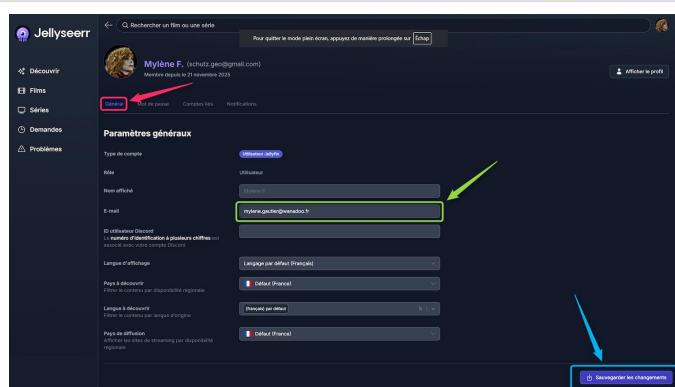 Jellyseerr
Rechercher un film ou une série
Pour quitter le mode plein écran, appuyez de manière prolongée sur Échap
Mylène F. (schutz.geo@gmail.com)
Membre depuis le 21 novembre 2025
Afficher le profil
Découvrir
Films
Séries
Demandes
Problèmes
Général Mot de passe Comptes liés Notifications
Paramètres généraux
Type de compte Utilisateur Jellyfin
Rôle Utilisateur
Nom affiché Mylène F.
E-mail mylene.gautier@wanadoo.fr
ID utilisateur Discord
Le numéro d'identification à plusieurs chiffres est
associé avec votre compte Discord
Langue d'affichage Langage par défaut (Français)
Pays à découvrir Défaut (France)
Filtrer le contenu par disponibilité régionale
Langue à découvrir (Français) par défaut
Filtrer le contenu par langue d'origine
Pays de diffusion Défaut (France)
Afficher les sites de streaming par disponibilité
régionale
Sauvegarder les changements